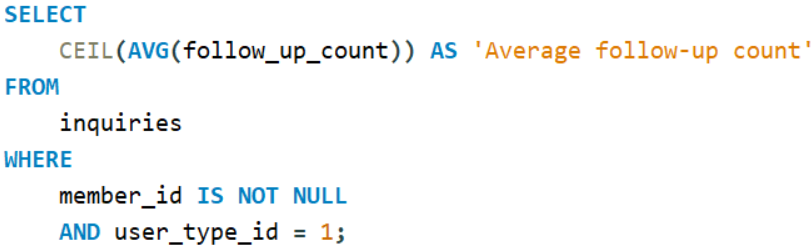 SELECT
CEIL(AVG(follow_up_count)) AS 'Average follow-up count'
FROM
inquiries
WHERE
member_id IS NOT NULL
AND user_type_id = 1;